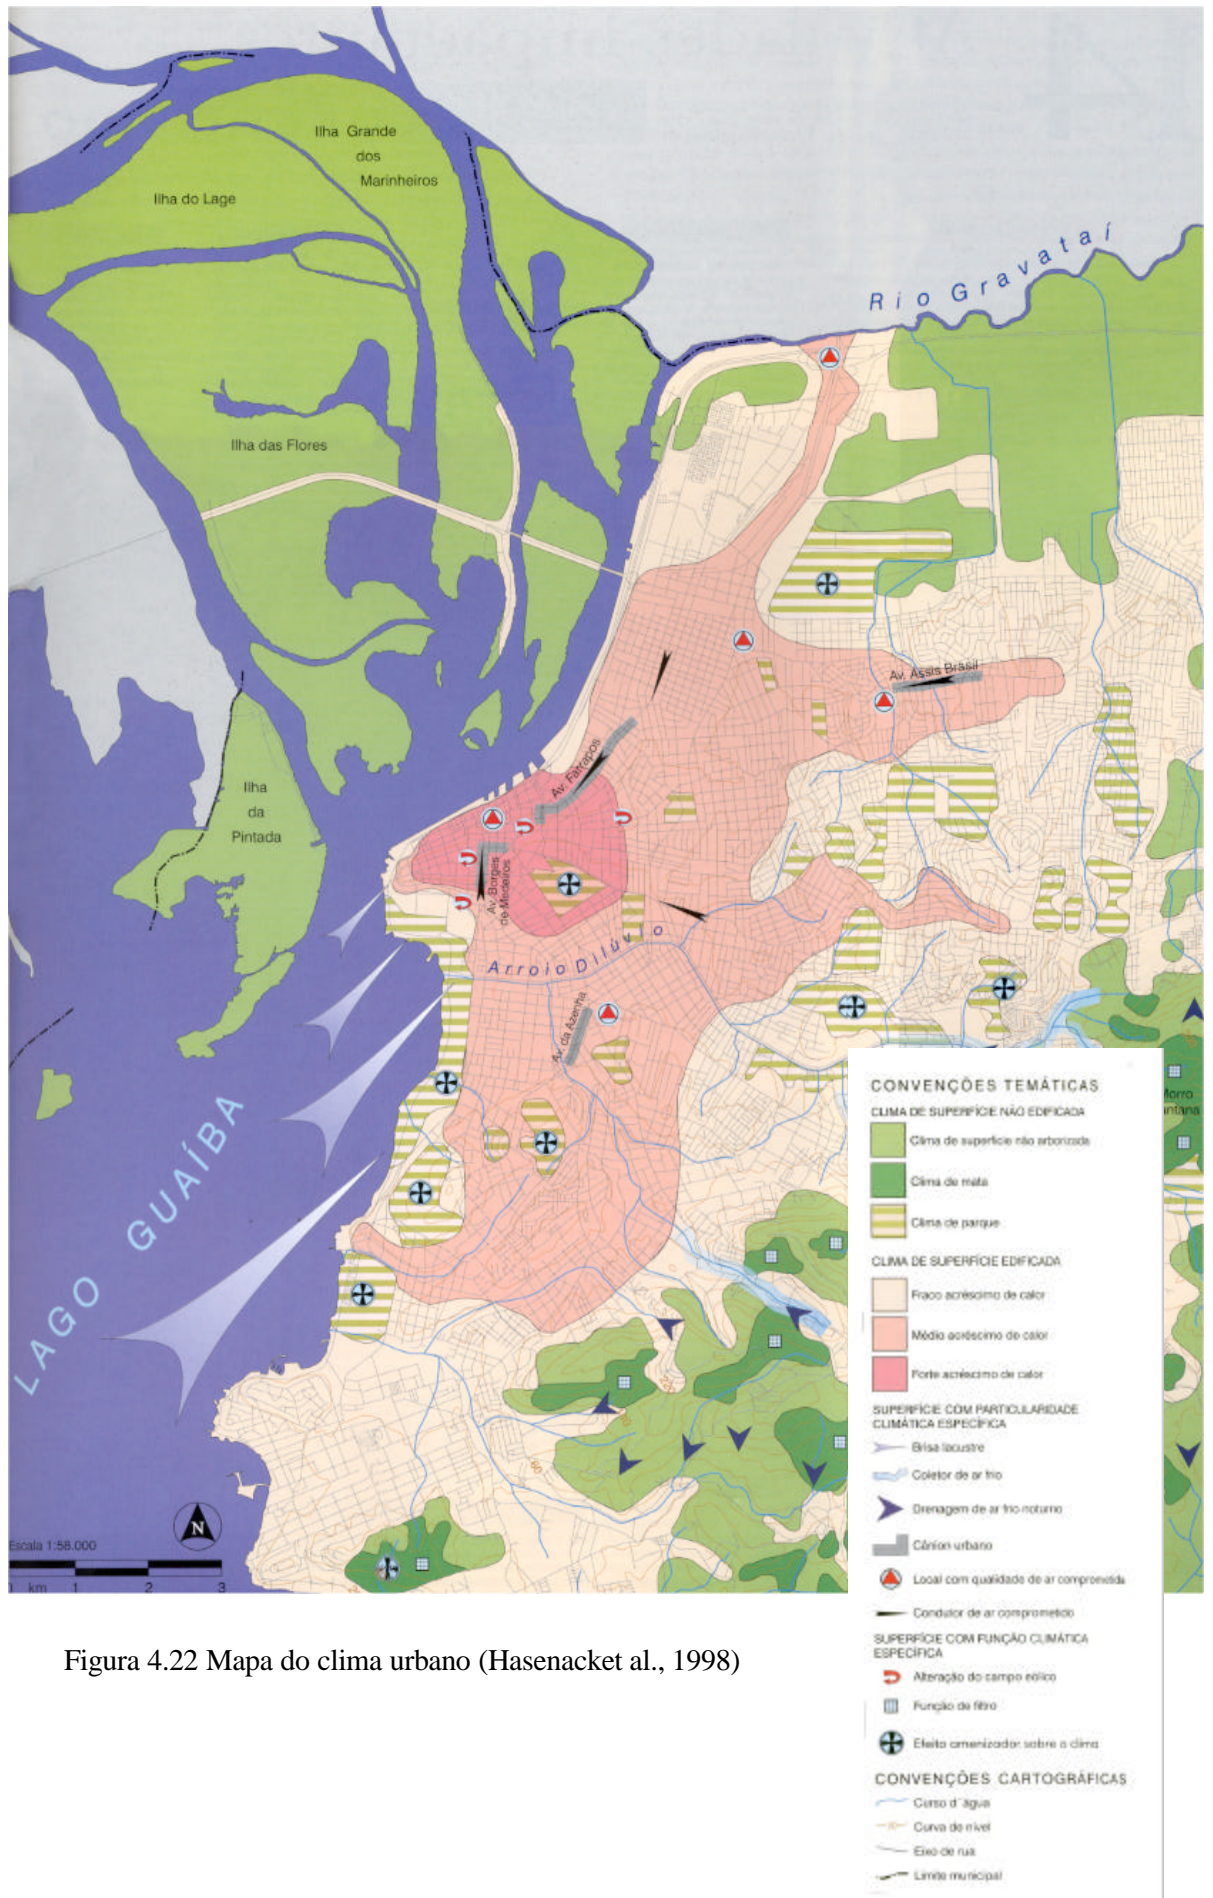 Ilha Grande
dos
Marinheiros
Ilha do Lage
Rio Gravataí
Ilha das Flores
Av. Assis Brasil
Av. Farrapos
Ilha
da
Pintada
Av. Borges
de Medeiros
Arroio Dilúvio
Av. da Azenha
LAGO GUAÍBA
60
N
Escala 1:58.000
km 1 2 3
CONVENÇÕES TEMÁTICAS
CLIMA DE SUPERFÍCIE NÃO EDIFICADA
Clima de superfície não arborizada
Clima de mata
Clima de parque
CLIMA DE SUPERFÍCIE EDIFICADA
Fraco acréscimo de calor
Médio acréscimo de calor
Forte acréscimo de calor
SUPERFÍCIE COM PARTICULARIDADE
CLIMÁTICA ESPECÍFICA
Brisa lacustre
Coletor de ar frio
Drenagem de ar frio noturno
Cânion urbano
Local com qualidade de ar comprometida
Condutor de ar comprometido
SUPERFÍCIE COM FUNÇÃO CLIMÁTICA
ESPECÍFICA
Alteração do campo eólico
Função de filtro
Efeito amenizador sobre o clima
CONVENÇÕES CARTOGRÁFICAS
Curso d'água
Curva de nível
Eixo de rua
Limite municipal
Morro
antana
Figura 4.22 Mapa do clima urbano (Hasenacket al., 1998)